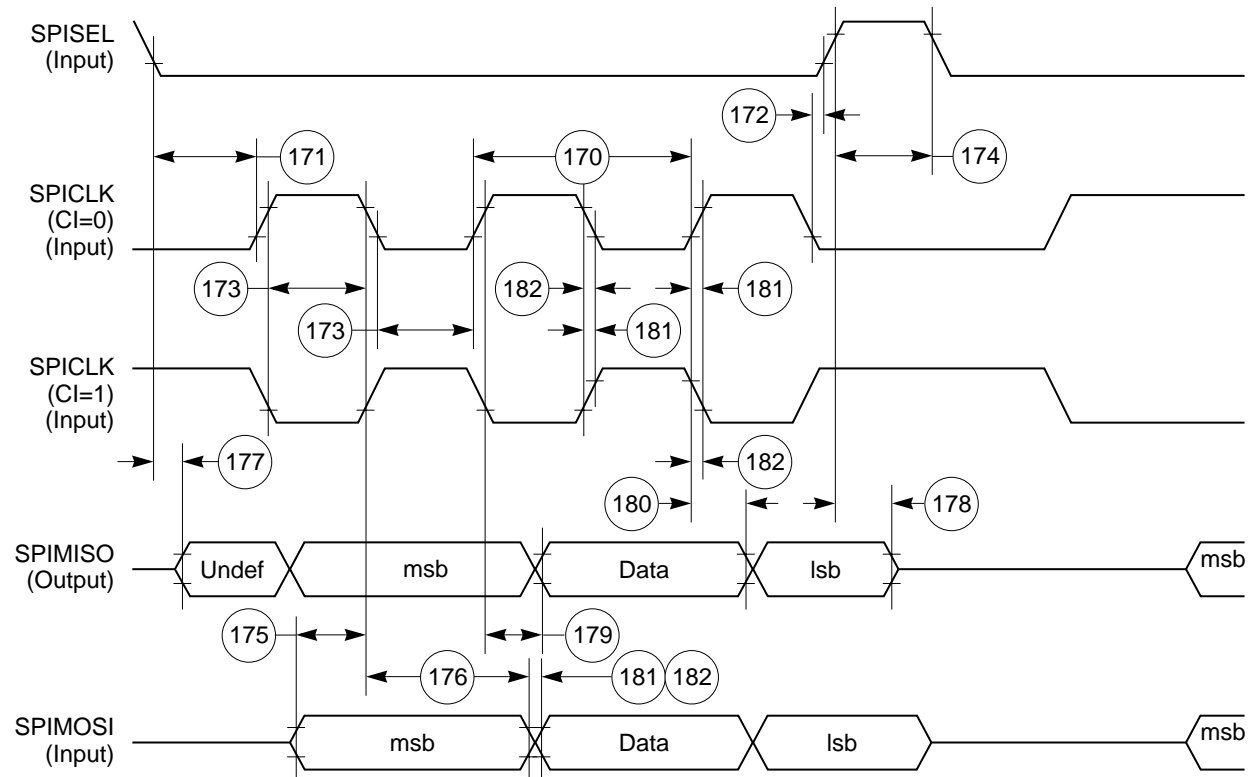 SPISEL
(Input)
172
171
170
174
SPICLK
(CI=0)
(Input)
173
182
181
173
181
SPICLK
(CI=1)
(Input)
177
182
180
178
SPIMISO
(Output)
Undef
msb
Data
lsb
msb
175
179
176
181
182
SPIMOSI
(Input)
msb
Data
lsb
msb